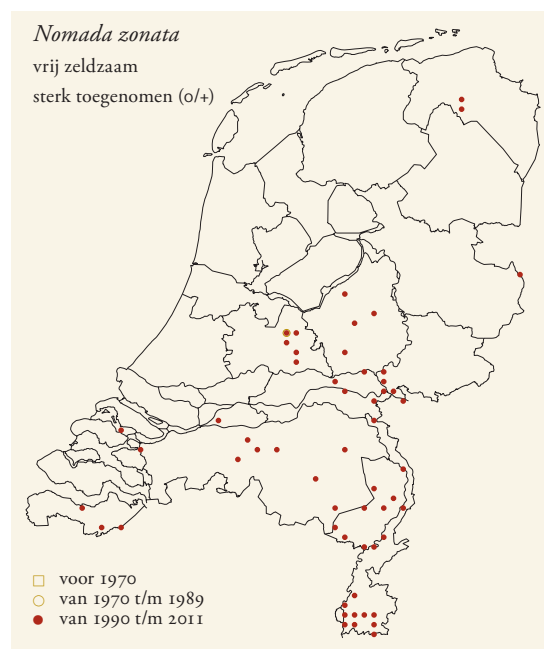 Nomada zonata
vrij zeldzaam
sterk toegenomen (0/+)
voor 1970
van 1970 t/m 1989
van 1990 t/m 2011